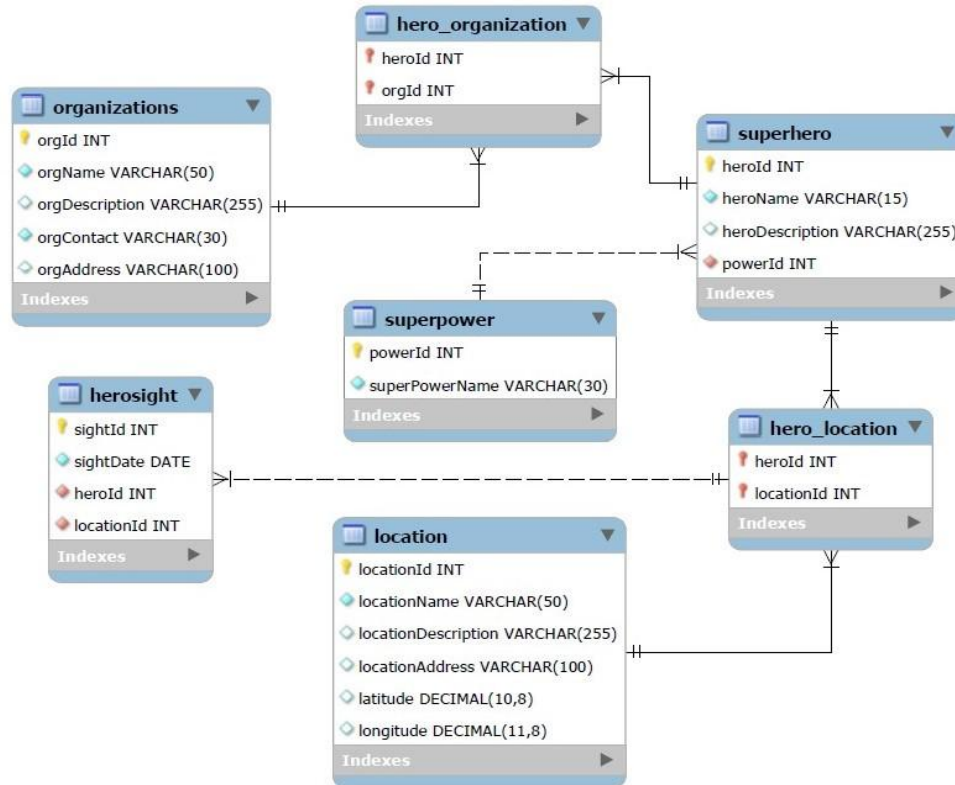 hero_organization
heroId INT
orgId INT
Indexes
organizations
orgId INT
orgName VARCHAR(50)
orgDescription VARCHAR(255)
orgContact VARCHAR(30)
orgAddress VARCHAR(100)
Indexes
superhero
heroId INT
heroName VARCHAR(15)
heroDescription VARCHAR(255)
powerId INT
Indexes
superpower
powerId INT
superPowerName VARCHAR(30)
Indexes
herosight
sightId INT
sightDate DATE
heroId INT
locationId INT
Indexes
hero_location
heroId INT
locationId INT
Indexes
location
locationId INT
locationName VARCHAR(50)
locationDescription VARCHAR(255)
locationAddress VARCHAR(100)
latitude DECIMAL(10,8)
longitude DECIMAL(11,8)
Indexes